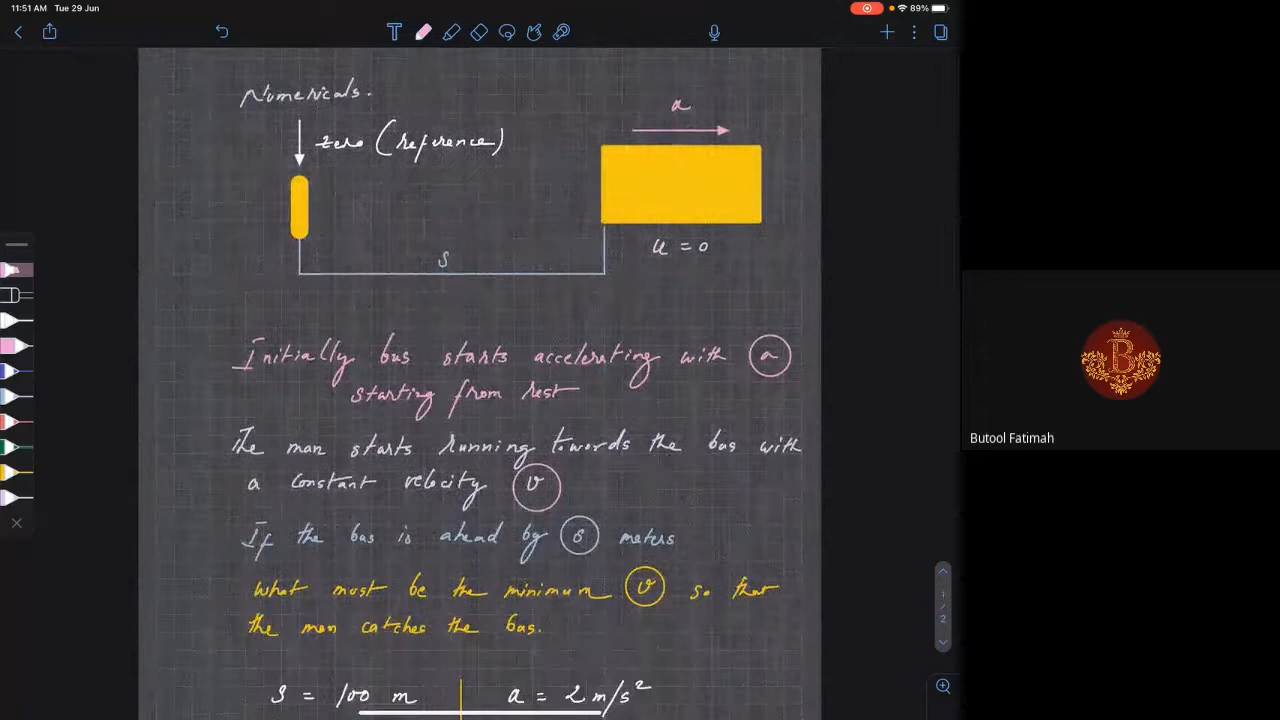 11:51 AM Tue 29 Jun
89%
Numericals.
a
zero (reference)
u = 0
s
Initially bus starts accelerating with a
starting from rest
The man starts running towards the bus with
a constant velocity v
If the bus is ahead by s meters
What must be the minimum v so that
the man catches the bus.
s = 100 m a = 2 m/s²
1
/
2
B
Butool Fatimah